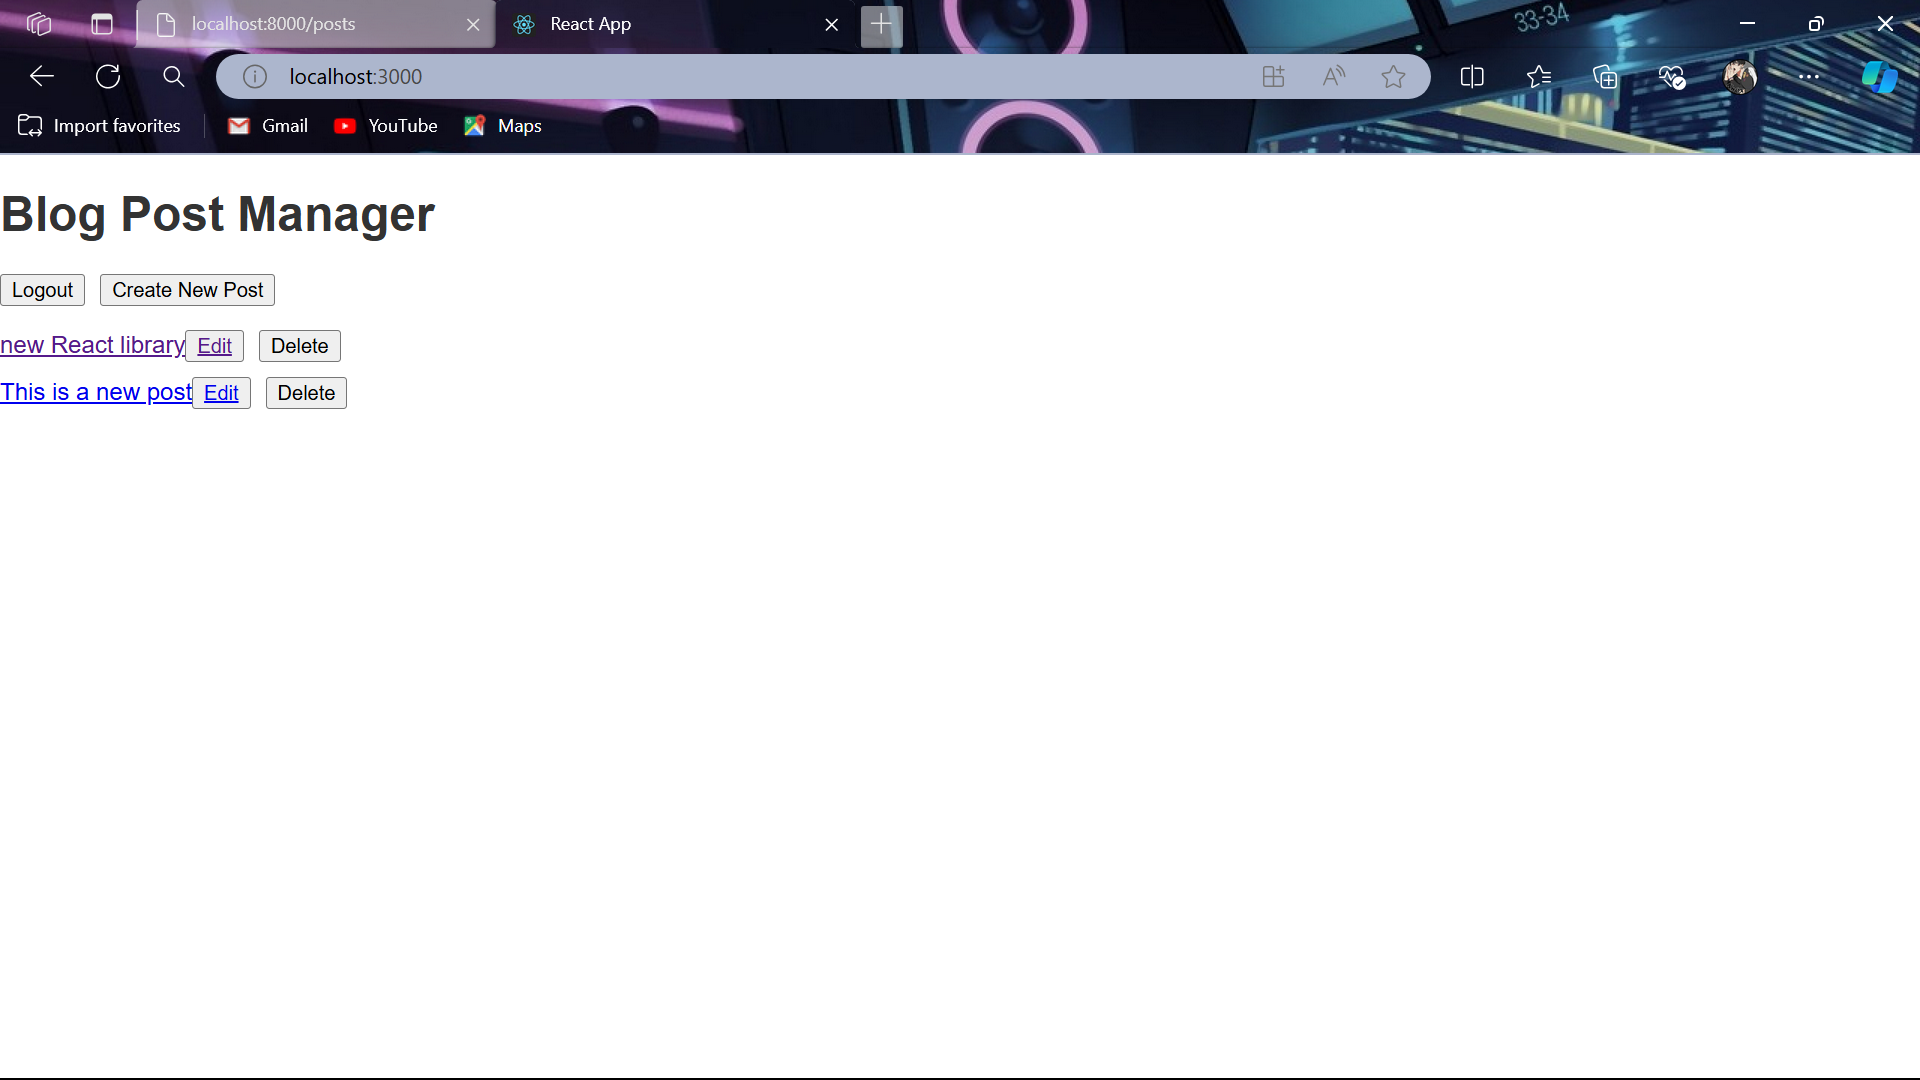 localhost:8000/posts
React App
33-34
localhost:3000
Import favorites
Gmail
YouTube
Maps
Blog Post Manager
Logout Create New Post
new React library Edit Delete
This is a new post Edit Delete